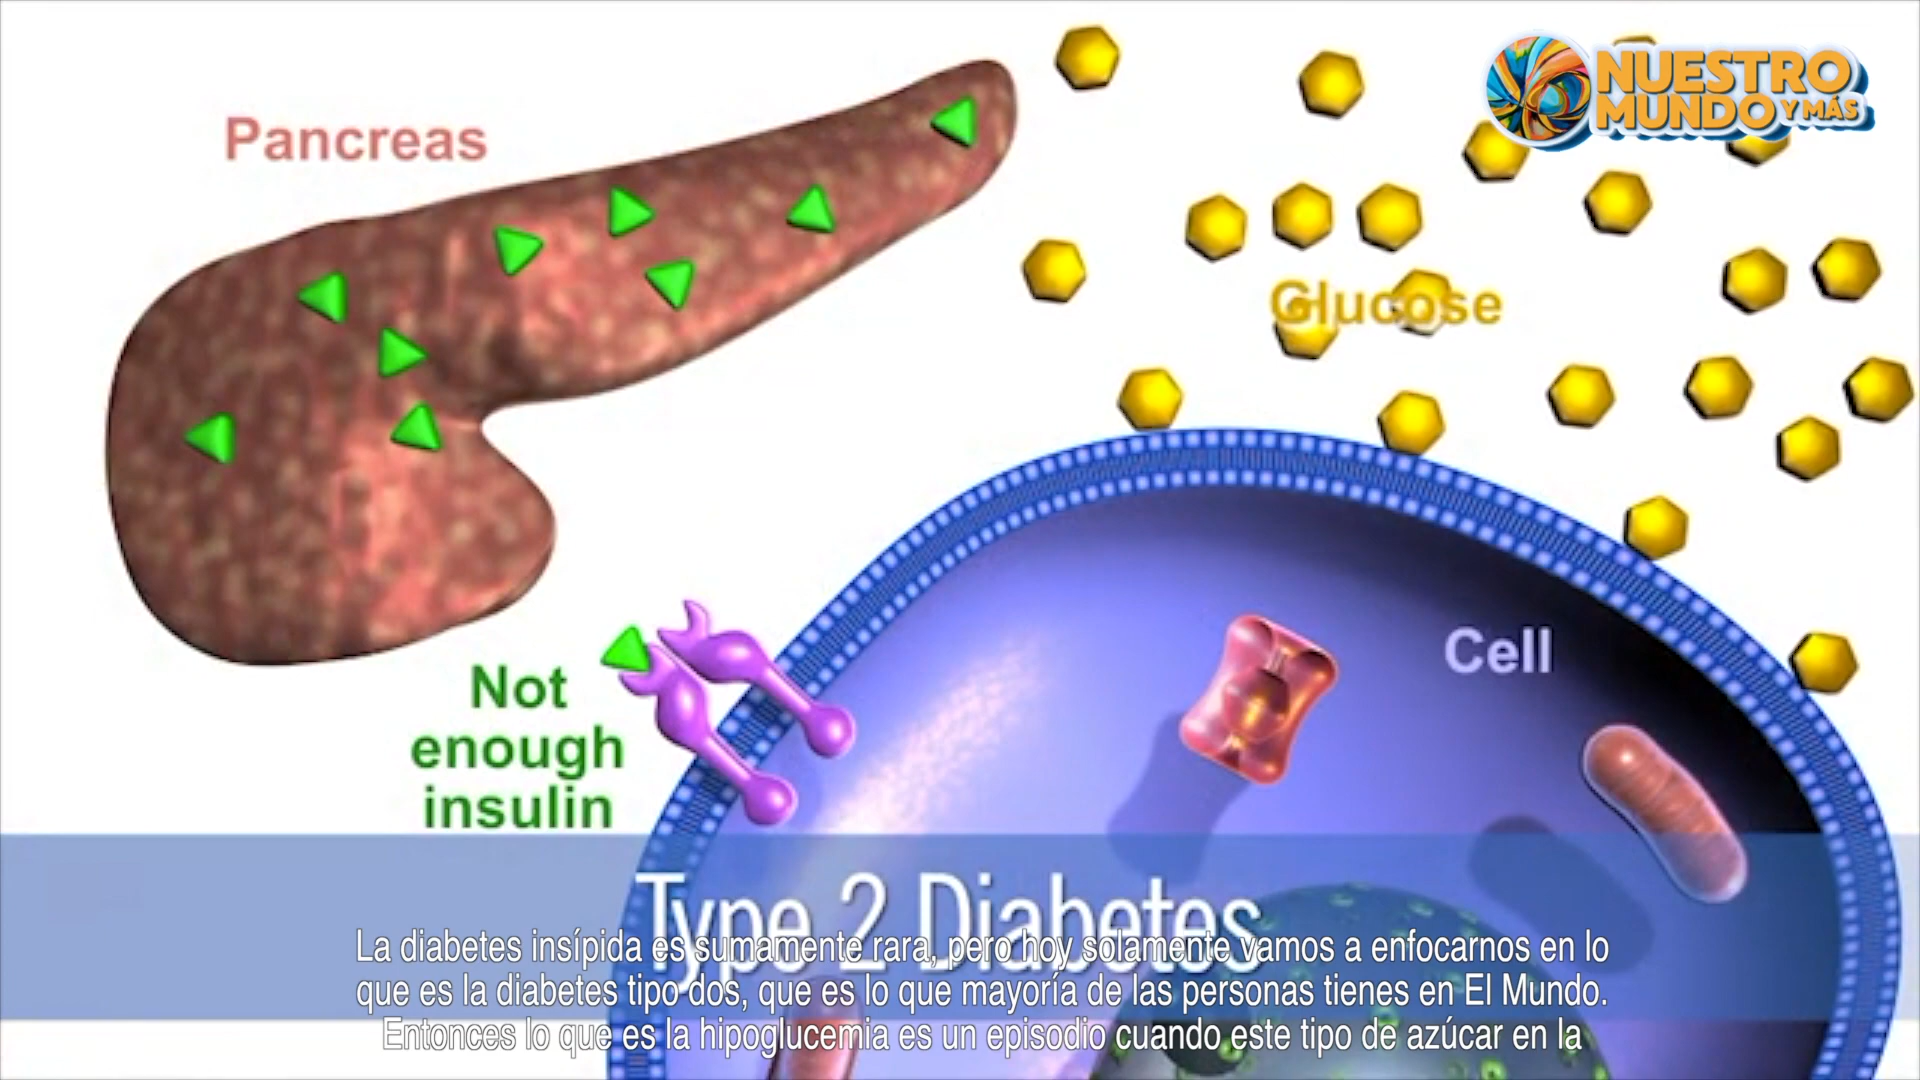 NUESTRO
MUNDO Y MÁS
Pancreas
Glucose
Cell
Not
enough
insulin
Type 2 Diabetes
La diabetes insípida es sumamente rara, pero hoy solamente vamos a enfocarnos en lo
que es la diabetes tipo dos, que es lo que mayoría de las personas tienes en El Mundo.
Entonces lo que es la hipoglucemia es un episodio cuando este tipo de azúcar en la